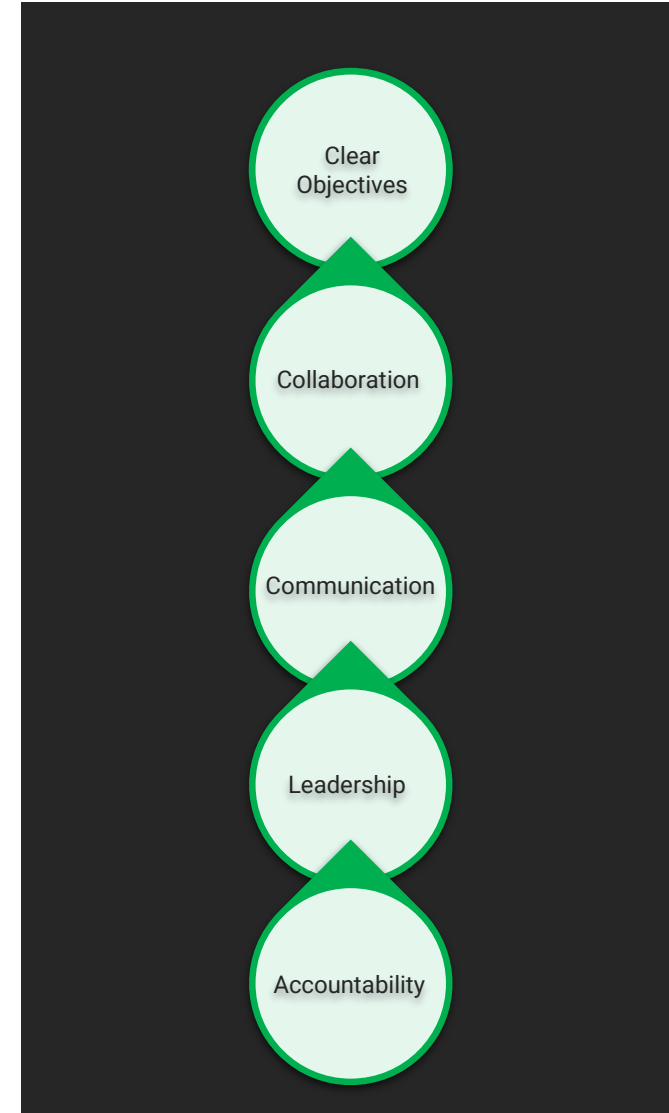 Clear
Objectives
Collaboration
Communication
Leadership
Accountability